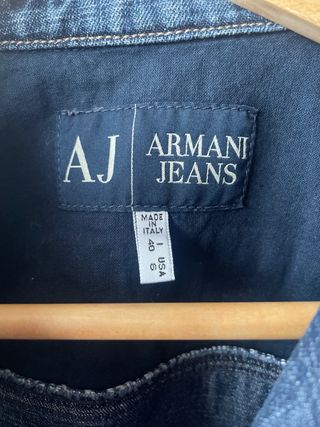 AJ
ARMANI
JEANS
MADE
IN
ITALY
I USA
40 6